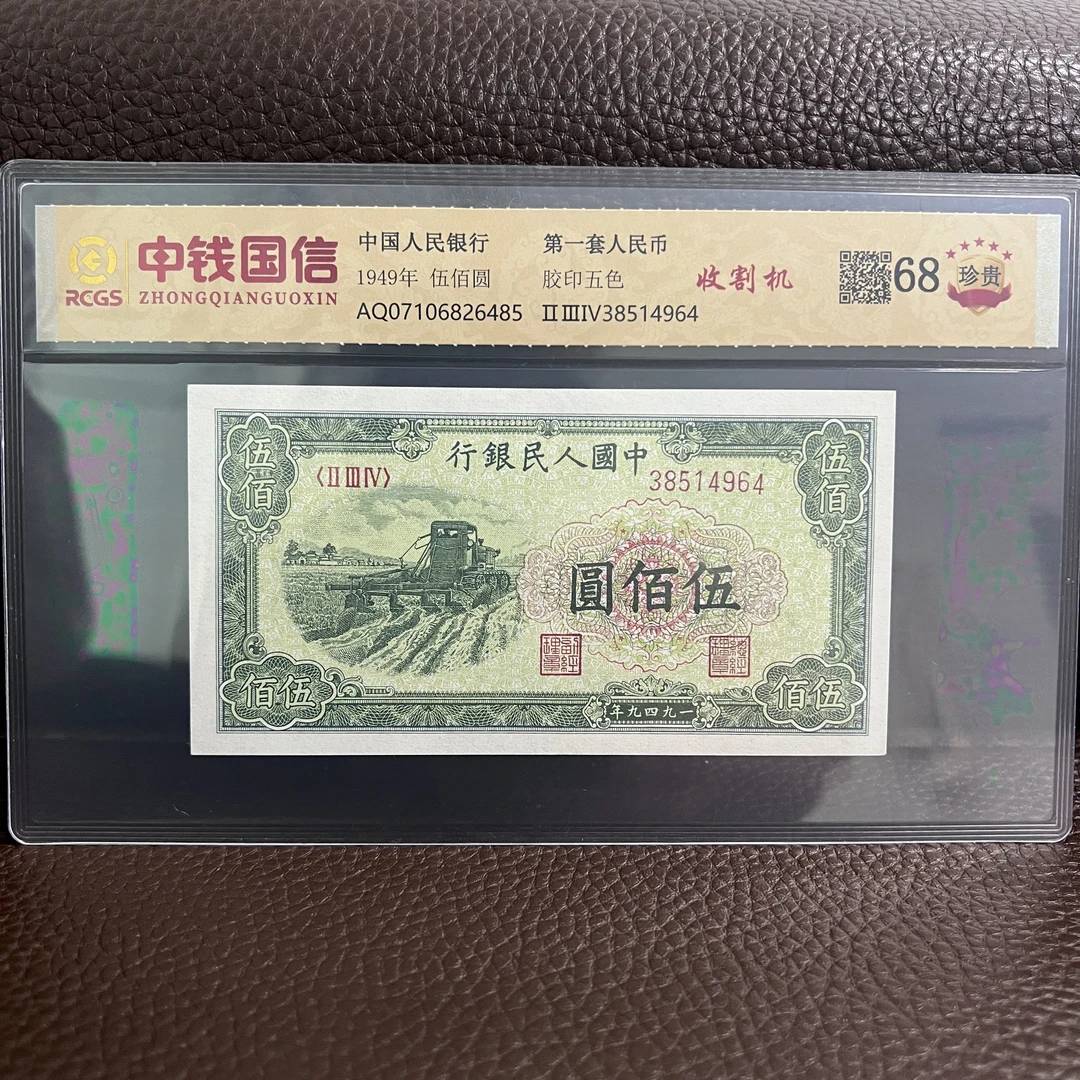 中钱国信
RCGS ZHONGQIANGUOXIN
中国人民银行 第一套人民币
1949年 伍佰圆 胶印五色
AQ07106826485 ⅡⅢⅣ38514964
收割机
68
珍贵
行銀民人國中
〈ⅡⅢⅣ〉 38514964
伍佰
伍佰
圓佰伍
佰伍
年九四九一
佰伍